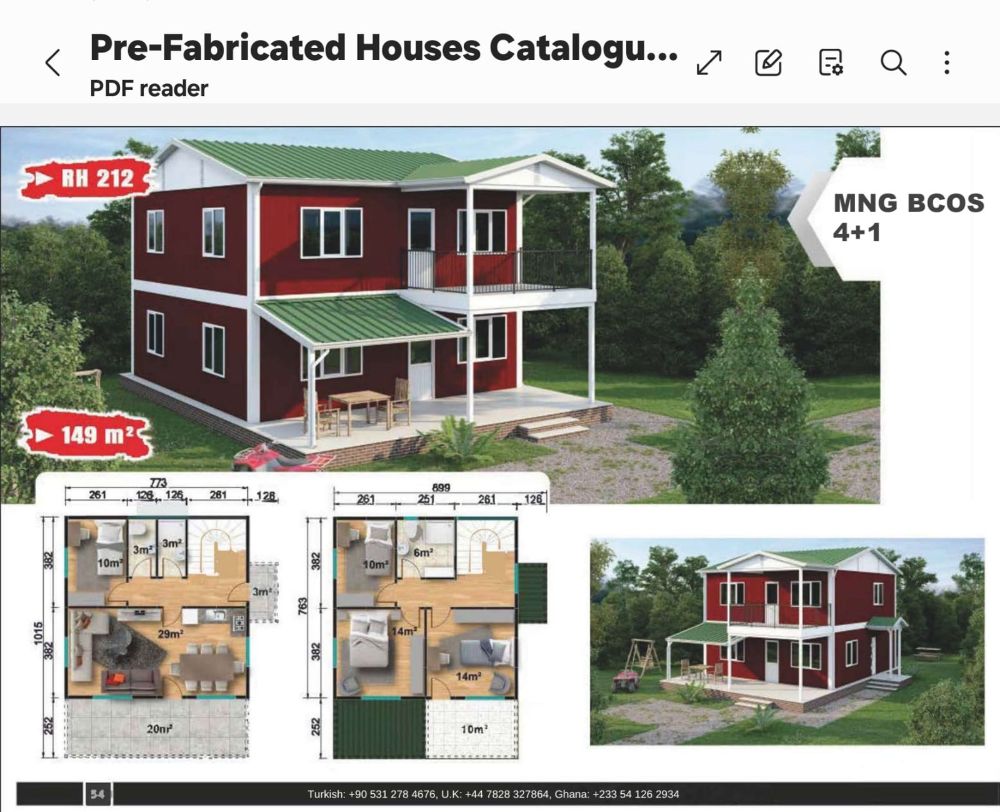 Pre-Fabricated Houses Catalogu...
PDF reader
RH 212
MNG BCOS
4+1
149 m²
773
261 126 126 261 128
899
261 251 261 126
382
10m²
3m²
3m²
3m²
1015
382
29m²
252
20m²
382
10m²
6m²
763
382
14m²
14m²
252
10m²
54
Turkish: +90 531 278 4676, U.K: +44 7828 327864, Ghana: +233 54 126 2934